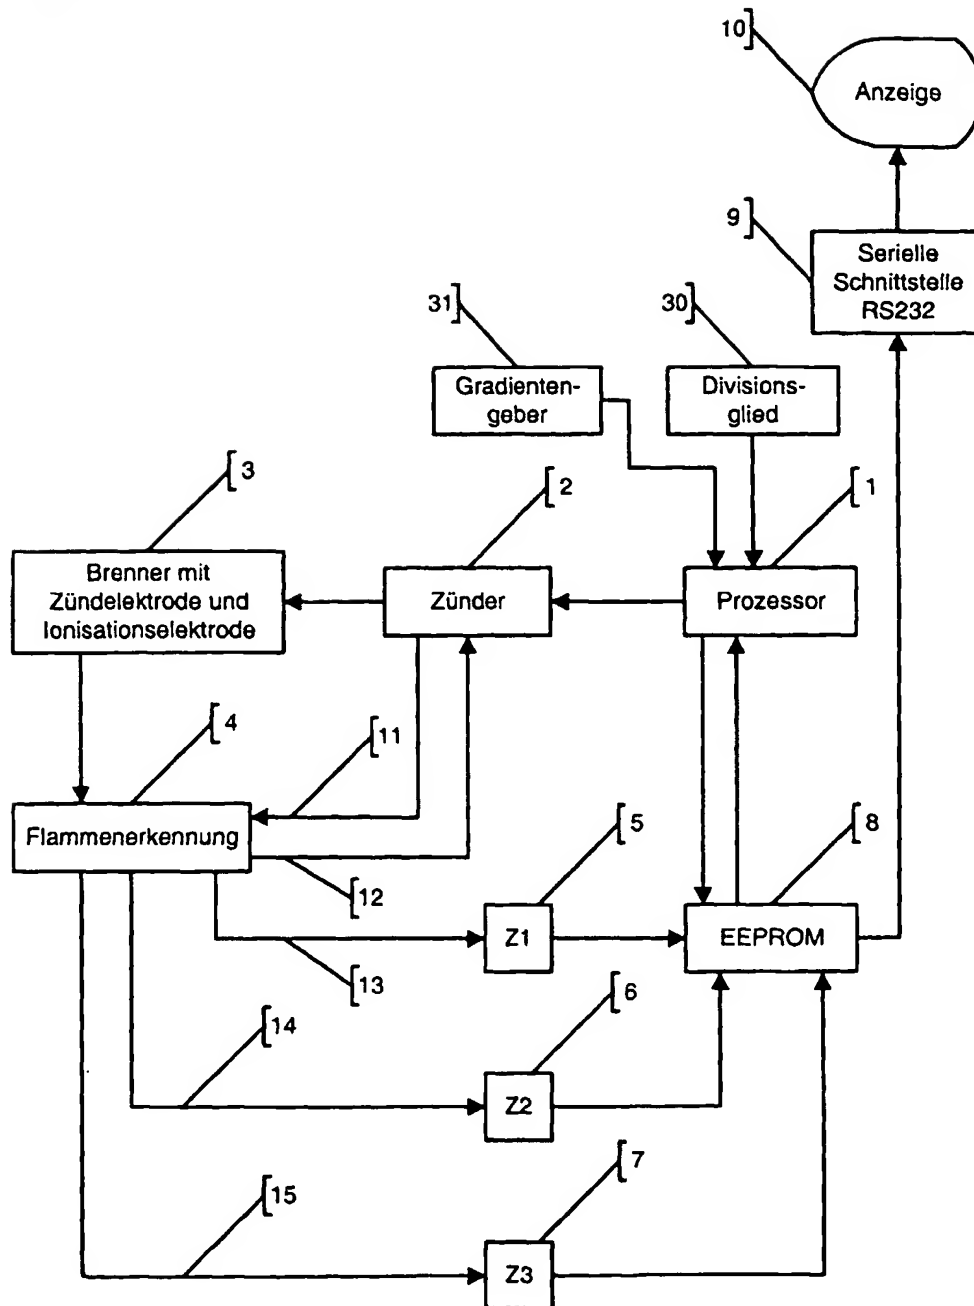 10
Anzeige
9
Serielle
Schnittstelle
RS232
31
30
Gradienten-
geber
Divisions-
glied
3
2
1
Brenner mit
Zündelektrode und
Ionisationselektrode
Zünder
Prozessor
4
11
5
8
Flammenerkennung
12
Z1
EEPROM
13
6
14
Z2
7
15
Z3